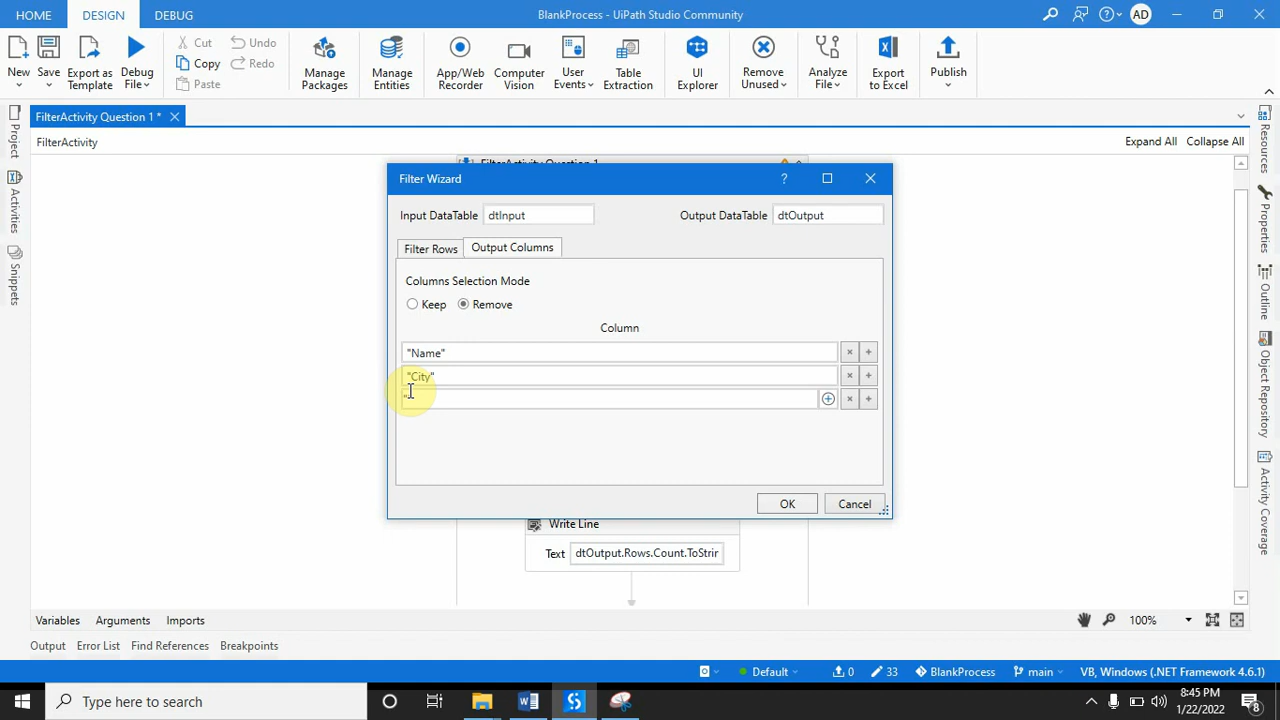 HOME
DESIGN
DEBUG
BlankProcess - UiPath Studio Community
AD
New
Save
Export as
Template
Debug
File
Cut
Copy
Paste
Undo
Redo
Manage
Packages
Manage
Entities
App/Web
Recorder
Computer
Vision
User
Events
Table
Extraction
UI
Explorer
Remove
Unused
Analyze
File
Export
to Excel
Publish
FilterActivity Question 1 *
FilterActivity
Expand All
Collapse All
Project
Activities
Snippets
Resources
Properties
Outline
Object Repository
Activity Coverage
FilterActivity Question 1
Filter Wizard
?
Input DataTable
dtInput
Output DataTable
dtOutput
Filter Rows
Output Columns
Columns Selection Mode
Keep
Remove
Column
"Name"
"City"
OK
Cancel
Write Line
Text
dtOutput.Rows.Count.ToStrir
Variables
Arguments
Imports
100%
Output
Error List
Find References
Breakpoints
Default
0
33
BlankProcess
main
VB, Windows (.NET Framework 4.6.1)
Type here to search
8:45 PM
1/22/2022
8